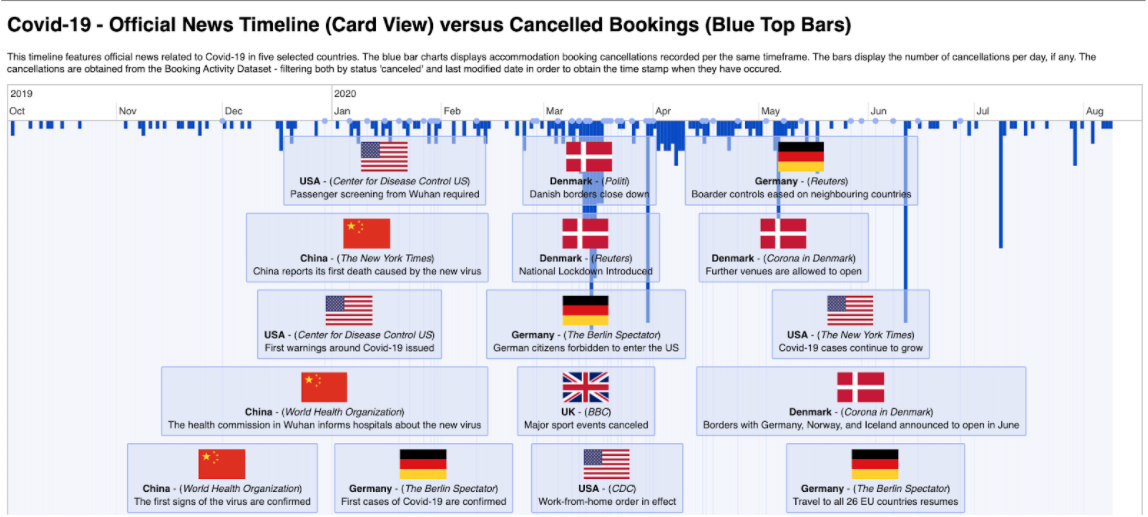 Covid-19 - Official News Timeline (Card View) versus Cancelled Bookings (Blue Top Bars)
This timeline features official news related to Covid-19 in five selected countries. The blue bar charts displays accommodation booking cancellations recorded per the same timeframe. The bars display the number of cancellations per day, if any. The
cancellations are obtained from the Booking Activity Dataset - filtering both by status 'canceled' and last modified date in order to obtain the time stamp when they have occured.
2019 2020
Oct Nov Dec Jan Feb Mar Apr May Jun Jul Aug
USA - (Center for Disease Control US)
Passenger screening from Wuhan required
Denmark - (Politi)
Danish borders close down
Germany - (Reuters)
Boarder controls eased on neighbouring countries
China - (The New York Times)
China reports its first death caused by the new virus
Denmark - (Reuters)
National Lockdown Introduced
Denmark - (Corona in Denmark)
Further venues are allowed to open
USA - (Center for Disease Control US)
First warnings around Covid-19 issued
Germany - (The Berlin Spectator)
German citizens forbidden to enter the US
USA - (The New York Times)
Covid-19 cases continue to grow
China - (World Health Organization)
The health commission in Wuhan informs hospitals about the new virus
UK - (BBC)
Major sport events canceled
Denmark - (Corona in Denmark)
Borders with Germany, Norway, and Iceland announced to open in June
China - (World Health Organization)
The first signs of the virus are confirmed
Germany - (The Berlin Spectator)
First cases of Covid-19 are confirmed
USA - (CDC)
Work-from-home order in effect
Germany - (The Berlin Spectator)
Travel to all 26 EU countries resumes